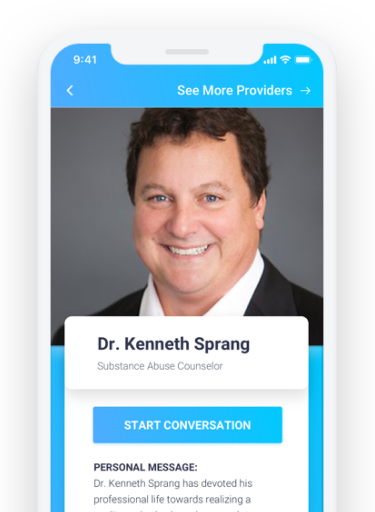 9:41
See More Providers →
Dr. Kenneth Sprang
Substance Abuse Counselor
START CONVERSATION
PERSONAL MESSAGE:
Dr. Kenneth Sprang has devoted his
professional life towards realizing a